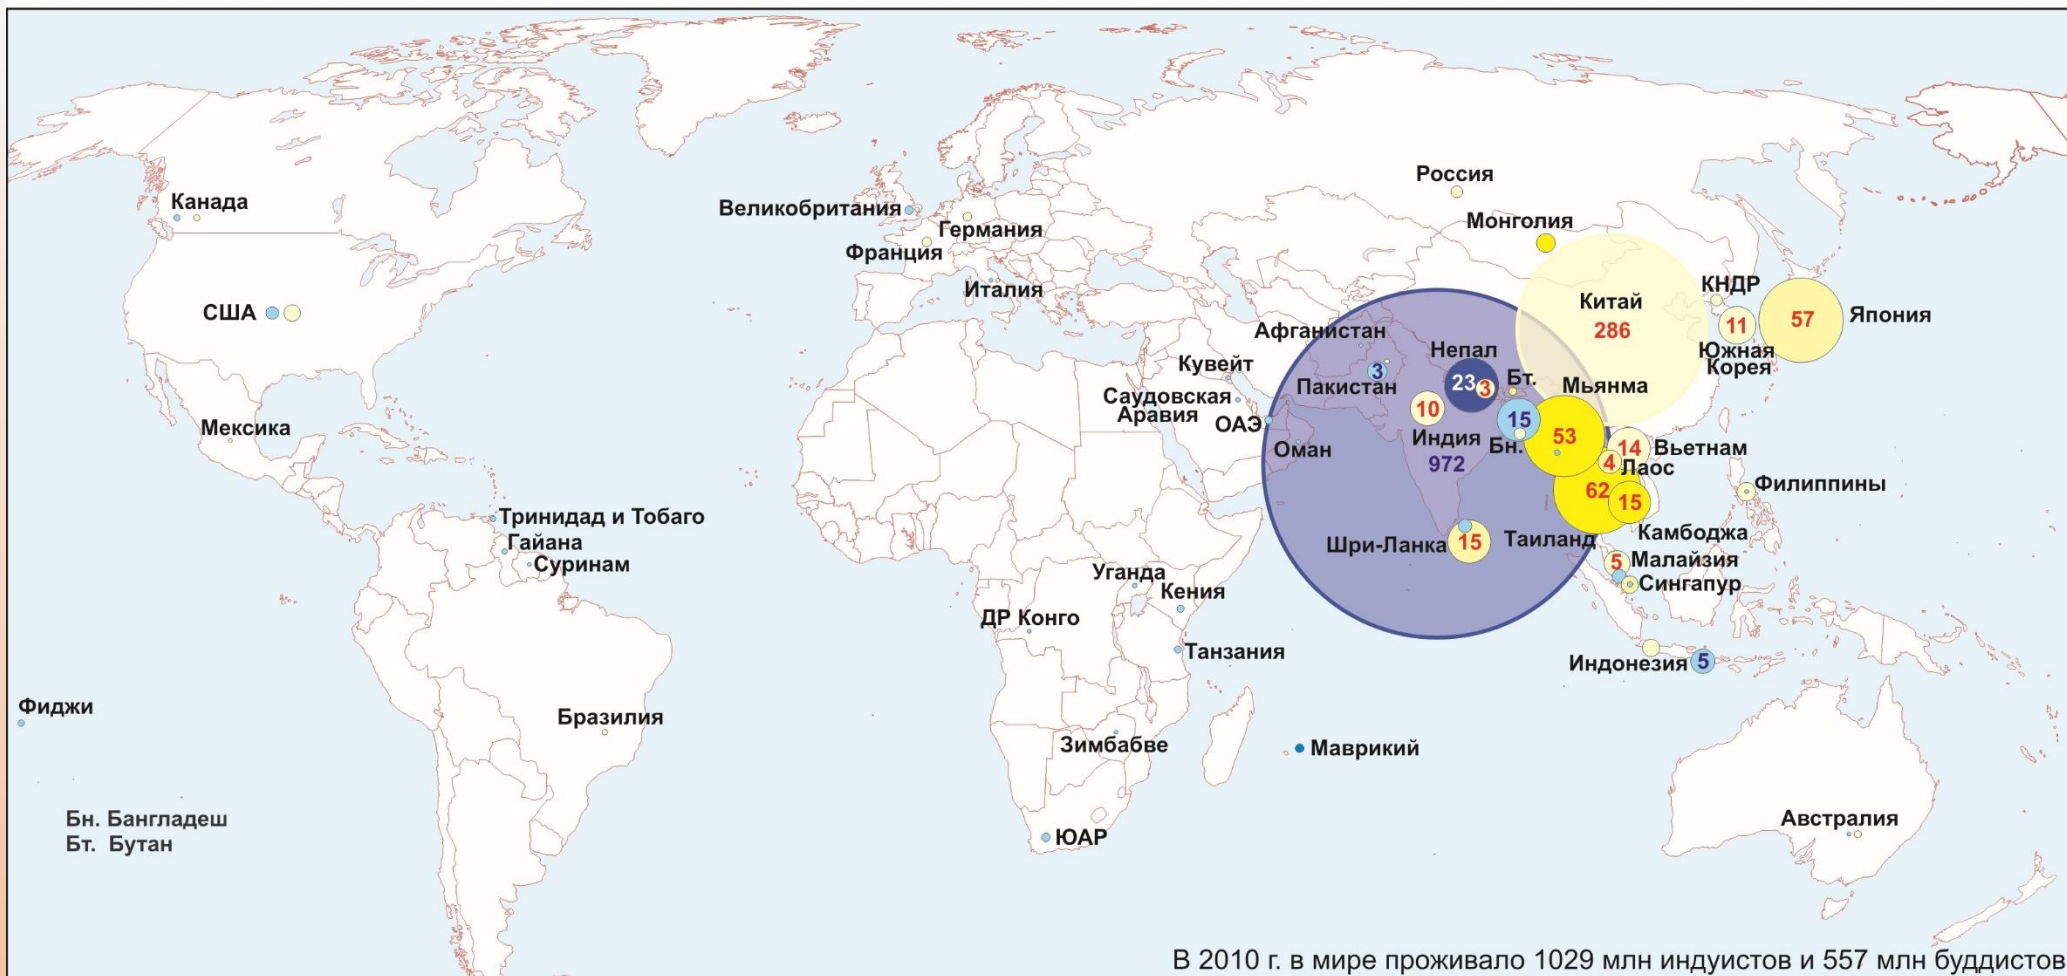 Россия
Канада
Великобритания
Германия
Монголия
Франция
Италия
КНДР
Китай
286
США
11
57
Япония
Афганистан
Непал
Южная
Корея
Кувейт
3
23
3
Бт.
Мьянма
Пакистан
Саудовская
Аравия
ОАЭ
10
15
Мексика
Оман
Индия
972
Бн.
53
14
Вьетнам
4
Лаос
62
15
Филиппины
Тринидад и Тобаго
Гайана
Суринам
Шри-Ланка
15
Таиланд
Камбоджа
5
Малайзия
Сингапур
Уганда
Кения
ДР Конго
Танзания
Индонезия
5
Фиджи
Бразилия
Зимбабве
Маврикий
Бн. Бангладеш
Бт. Бутан
ЮАР
Австралия
В 2010 г. в мире проживало 1029 млн индуистов и 557 млн буддистов